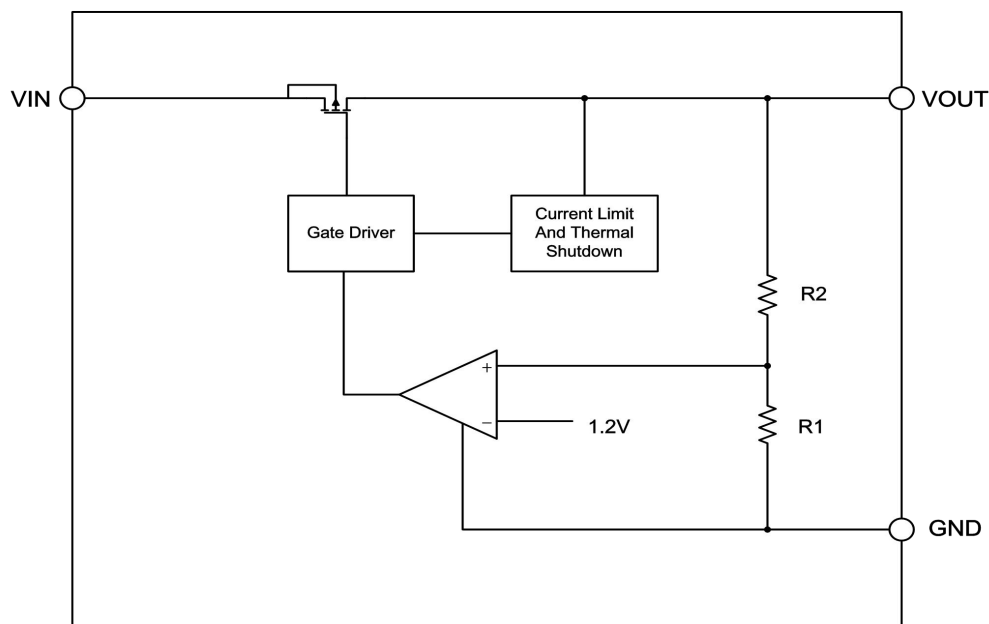 VIN
VOUT
Gate Driver
Current Limit
And Thermal
Shutdown
R2
+
−
1.2V
R1
GND